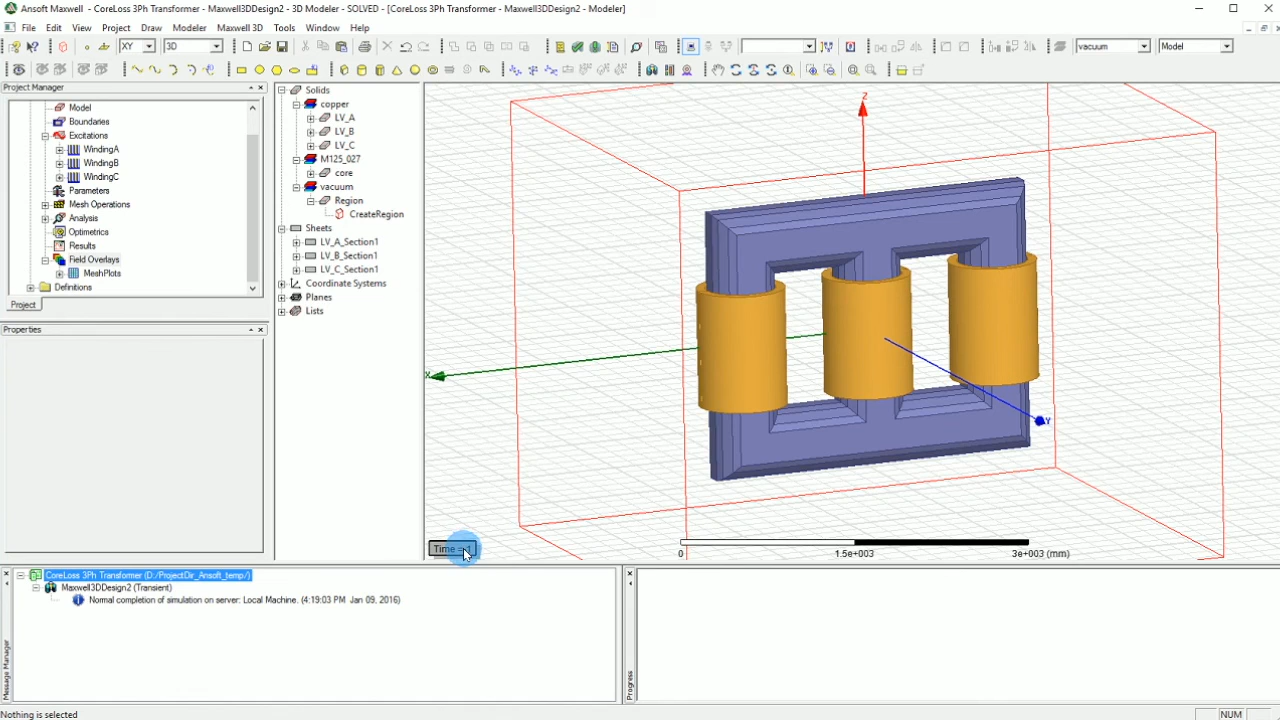 Ansoft Maxwell - CoreLoss 3Ph Transformer - Maxwell3DDesign2 - 3D Modeler - SOLVED - [CoreLoss 3Ph Transformer - Maxwell3DDesign2 - Modeler]
File Edit View Project Draw Modeler Maxwell 3D Tools Window Help
XY 3D vacuum Model
Project Manager
Model
Boundaries
Excitations
WindingA
WindingB
WindingC
Parameters
Mesh Operations
Analysis
Optimetrics
Results
Field Overlays
MeshPlots
Definitions
Project
Properties
Solids
copper
LV_A
LV_B
LV_C
M125_027
core
vacuum
Region
CreateRegion
Sheets
LV_A_Section1
LV_B_Section1
LV_C_Section1
Coordinate Systems
Planes
Lists
Z
X
Y
Time =
0 1.5e+003 3e+003 (mm)
CoreLoss 3Ph Transformer (D:/ProjectDir_Ansoft_temp/)
Maxwell3DDesign2 (Transient)
Normal completion of simulation on server: Local Machine. (4:19:03 PM Jan 09, 2016)
Message Manager
Progress
Nothing is selected
NUM